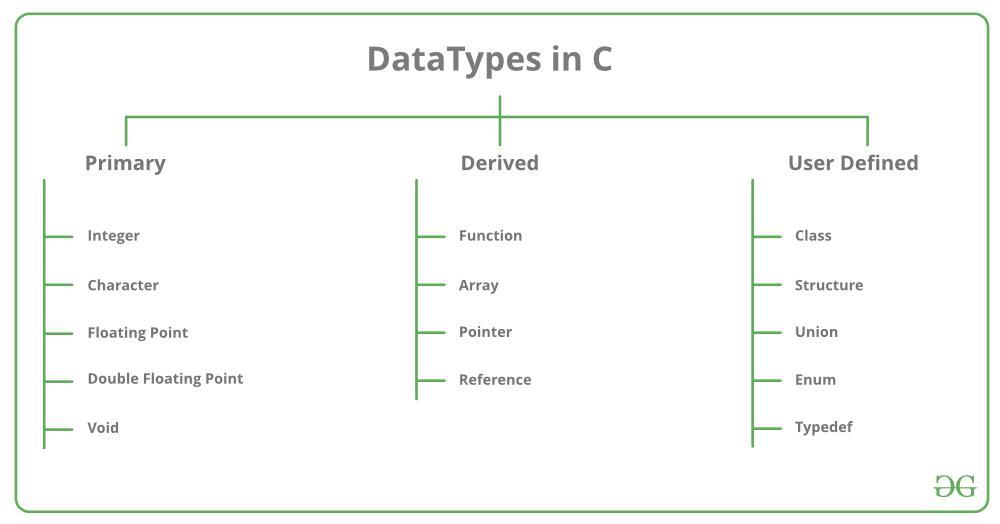 DataTypes in C
Primary
Integer
Character
Floating Point
Double Floating Point
Void
Derived
Function
Array
Pointer
Reference
User Defined
Class
Structure
Union
Enum
Typedef